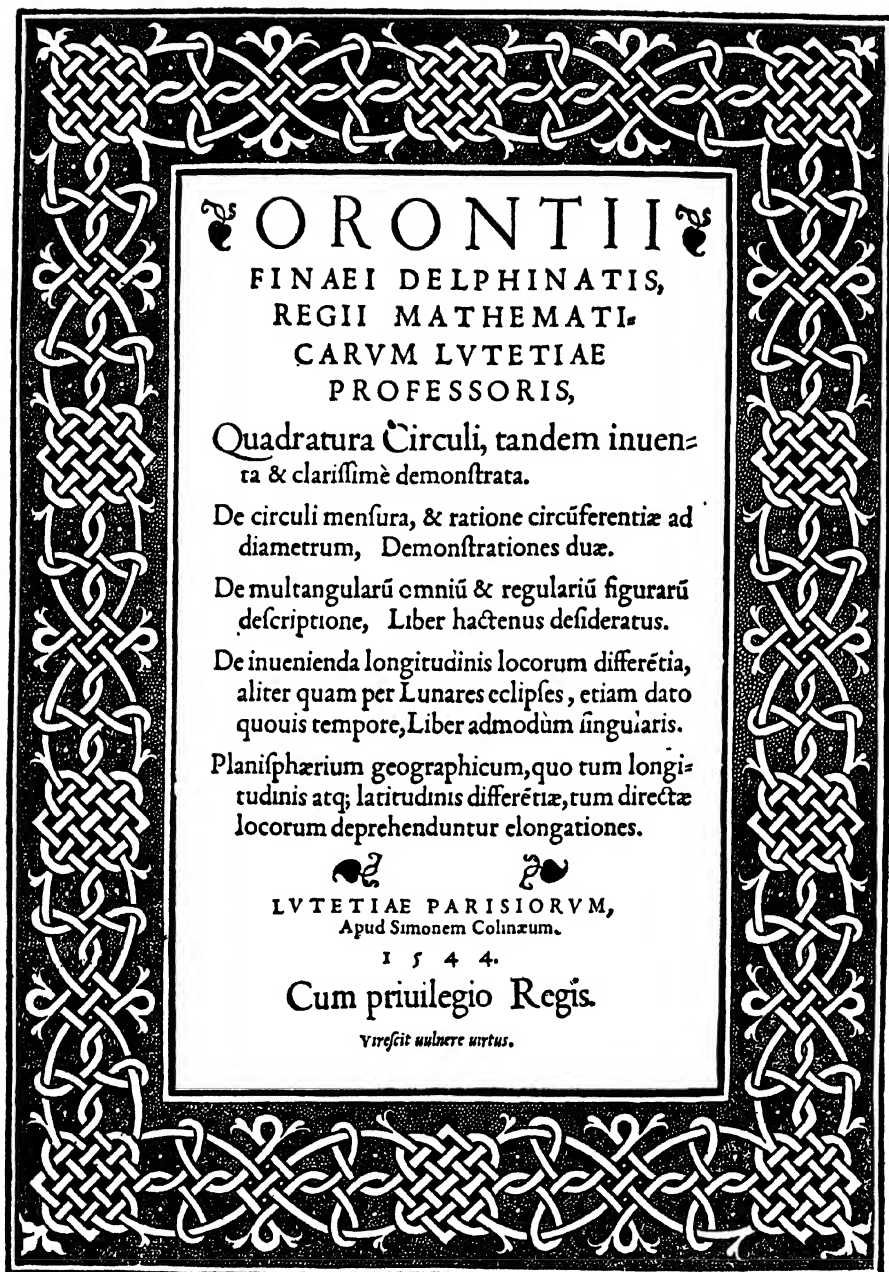 ORONTII
FINAEI DELPHINATIS,
REGII MATHEMATI-
CARVM LVTETIAE
PROFESSORIS,
Quadratura Circuli, tandem inuen-
ta & clariſſimè demonſtrata.
De circuli menſura, & ratione circũferentiæ ad
diametrum, Demonſtrationes duæ.
De multangularũ omniũ & regulariũ figurarũ
deſcriptione, Liber hactenus deſideratus.
De inuenienda longitudinis locorum differẽtia,
aliter quam per Lunares eclipſes, etiam dato
quouis tempore, Liber admodùm ſingularis.
Planiſphærium geographicum, quo tum longi-
tudinis atq; latitudinis differẽtiæ, tum directæ
locorum deprehenduntur elongationes.
LVTETIAE PARISIORVM,
Apud Simonem Colinæum.
1544.
Cum priuilegio Regis.
Vireſcit uulnere uirtus.